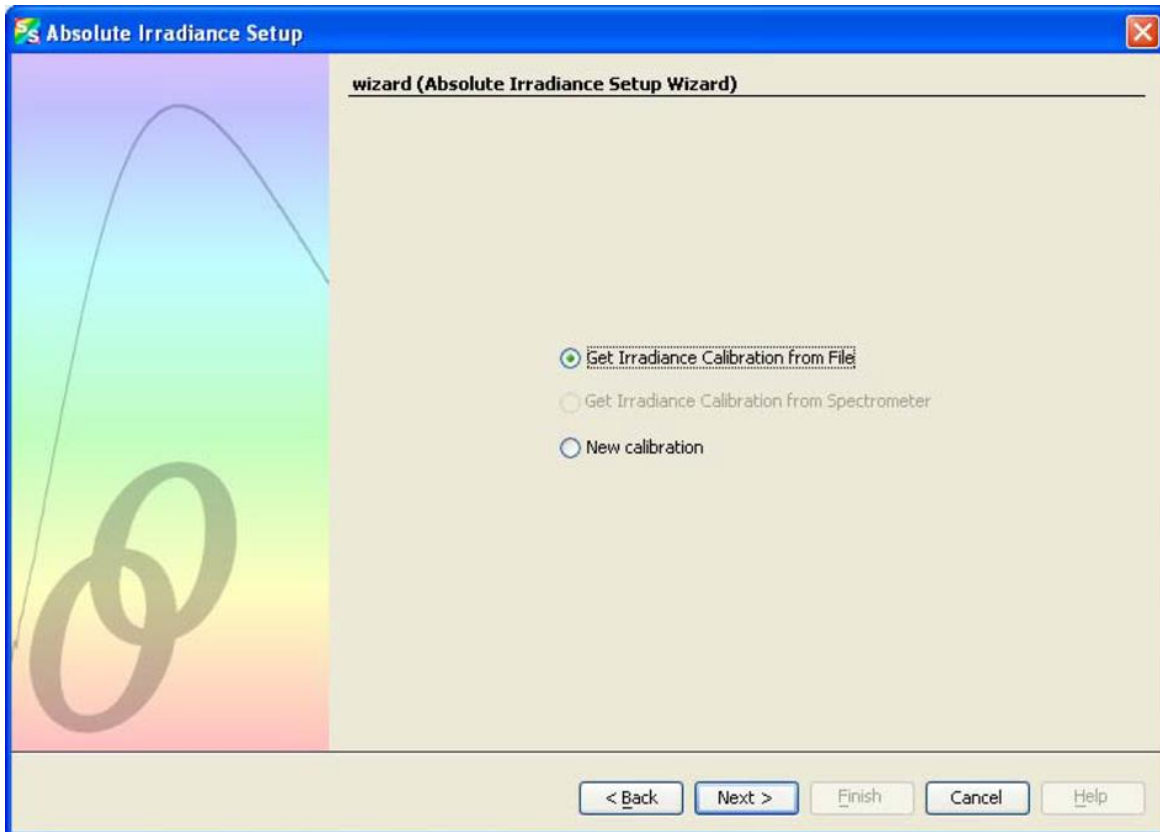 Absolute Irradiance Setup
wizard (Absolute Irradiance Setup Wizard)
Get Irradiance Calibration from File
Get Irradiance Calibration from Spectrometer
New calibration
< Back Next > Finish Cancel Help